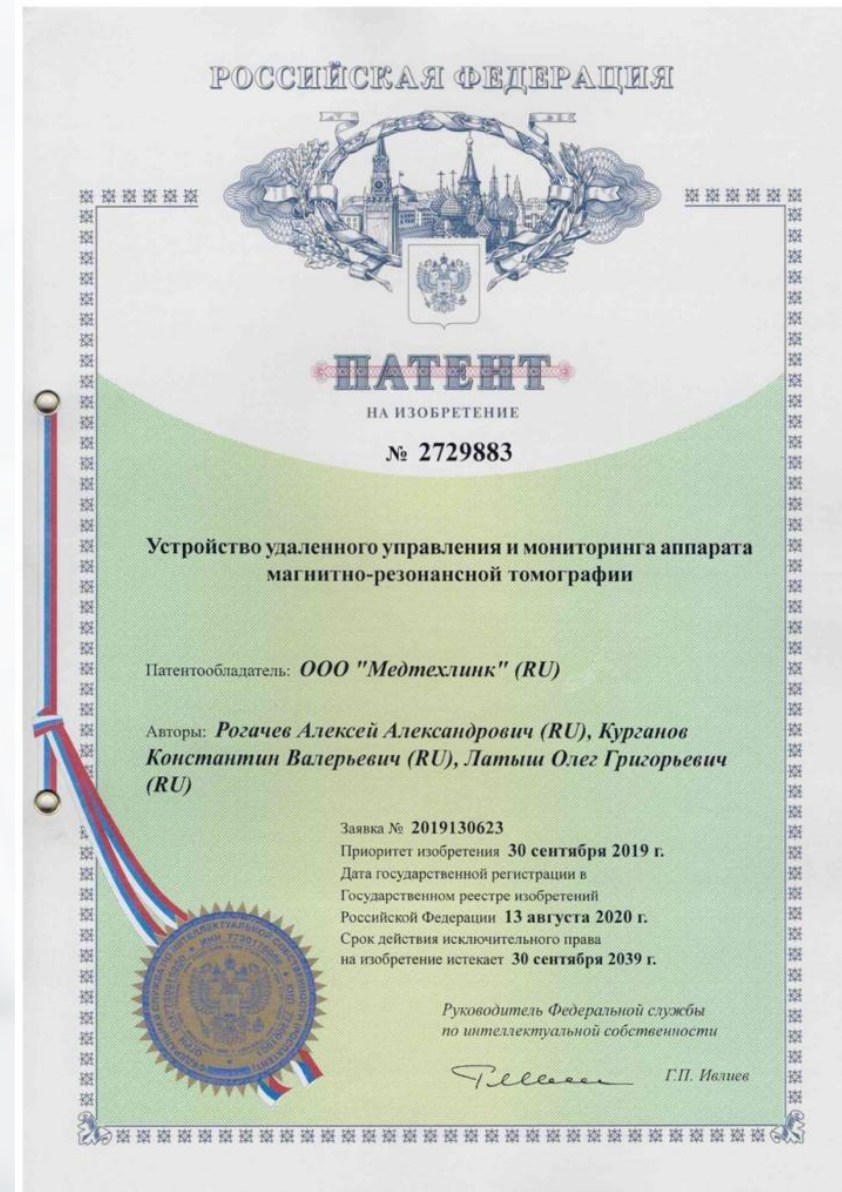 РОССИЙСКАЯ ФЕДЕРАЦИЯ
ПАТЕНТ
НА ИЗОБРЕТЕНИЕ
№ 2729883
Устройство удаленного управления и мониторинга аппарата
магнитно-резонансной томографии
Патентообладатель: ООО "Медтехлинк" (RU)
Авторы: Рогачев Алексей Александрович (RU), Курганов
Константин Валерьевич (RU), Латыш Олег Григорьевич
(RU)
Заявка № 2019130623
Приоритет изобретения 30 сентября 2019 г.
Дата государственной регистрации в
Государственном реестре изобретений
Российской Федерации 13 августа 2020 г.
Срок действия исключительного права
на изобретение истекает 30 сентября 2039 г.
Руководитель Федеральной службы
по интеллектуальной собственности
Г.П. Ивлиев